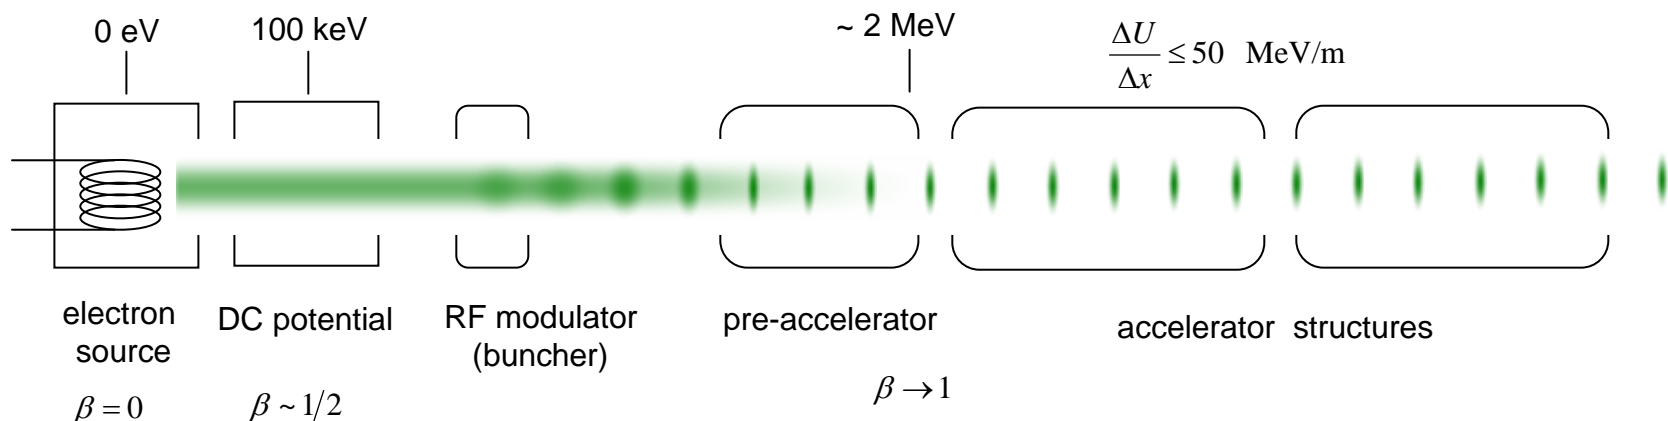 0 eV
100 keV
~ 2 MeV
ΔU/Δx ≤ 50 MeV/m
electron
source
DC potential
RF modulator
(buncher)
pre-accelerator
accelerator structures
β = 0
β ~ 1/2
β → 1